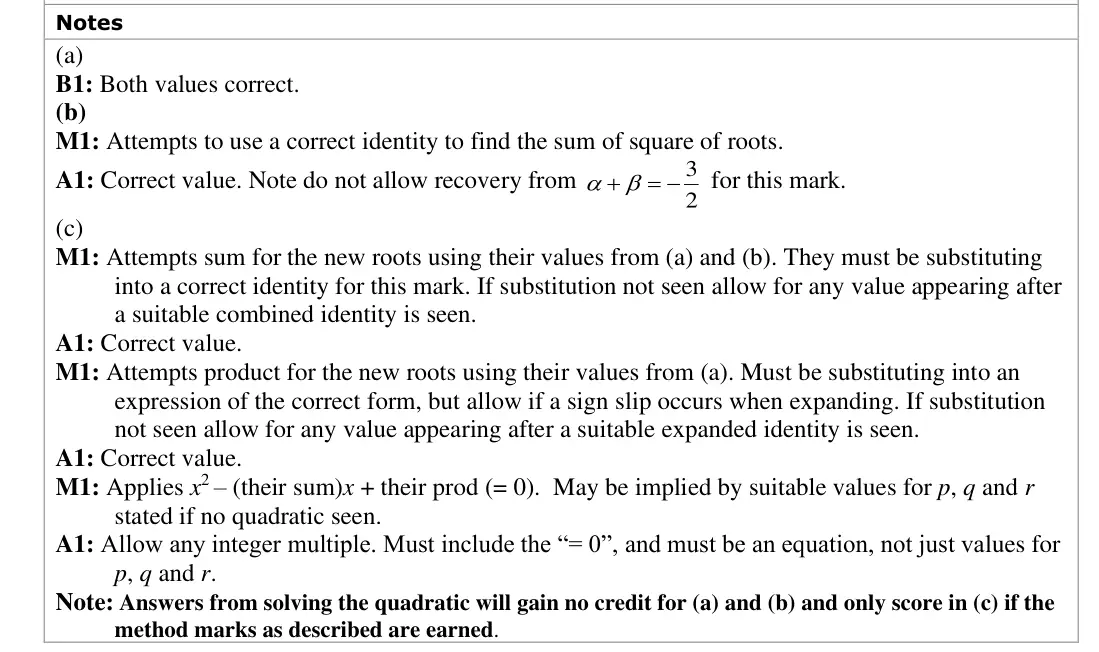 Notes
(a)
B1: Both values correct.
(b)
M1: Attempts to use a correct identity to find the sum of square of roots.
A1: Correct value. Note do not allow recovery from α + β = −3/2 for this mark.
(c)
M1: Attempts sum for the new roots using their values from (a) and (b). They must be substituting
into a correct identity for this mark. If substitution not seen allow for any value appearing after
a suitable combined identity is seen.
A1: Correct value.
M1: Attempts product for the new roots using their values from (a). Must be substituting into an
expression of the correct form, but allow if a sign slip occurs when expanding. If substitution
not seen allow for any value appearing after a suitable expanded identity is seen.
A1: Correct value.
M1: Applies x² – (their sum)x + their prod (= 0). May be implied by suitable values for p, q and r
stated if no quadratic seen.
A1: Allow any integer multiple. Must include the “= 0”, and must be an equation, not just values for
p, q and r.
Note: Answers from solving the quadratic will gain no credit for (a) and (b) and only score in (c) if the
method marks as described are earned.